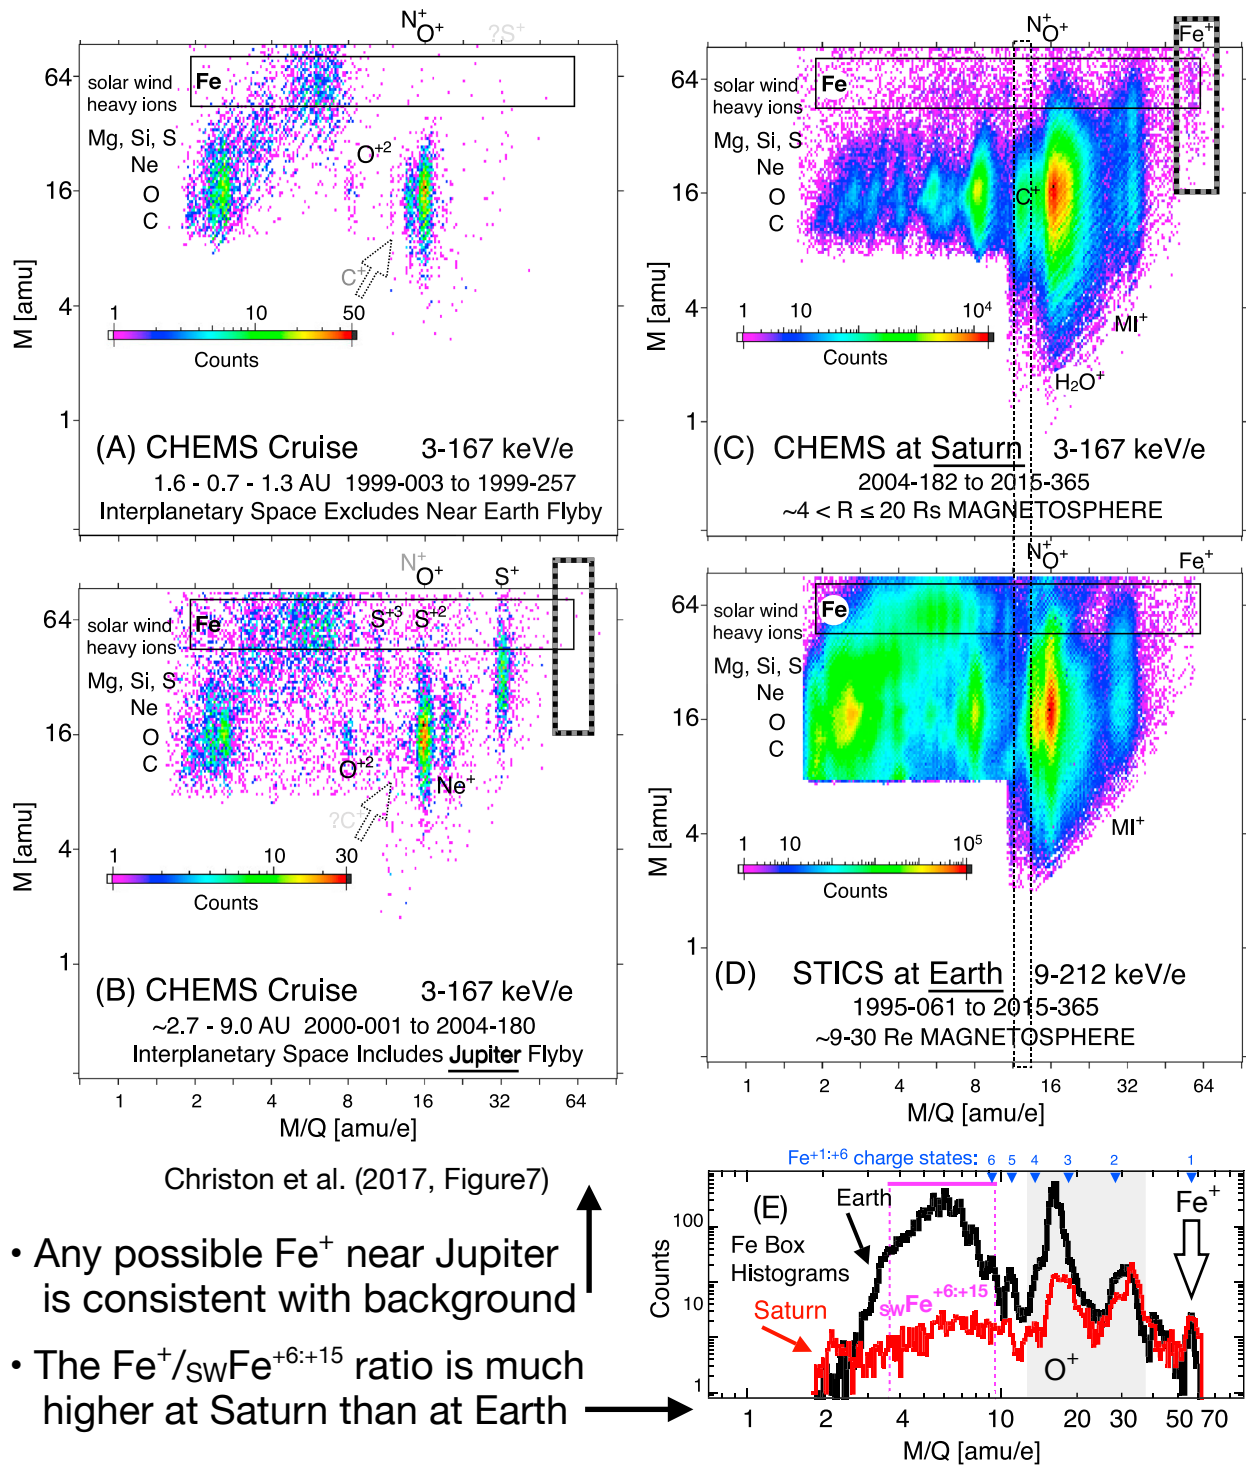 N+
O+
?S+
64
solar wind
heavy ions
Fe
Mg, Si, S
Ne
O
C
16
O+2
C+
4
1 10 50
Counts
M [amu]
1
(A) CHEMS Cruise 3-167 keV/e
1.6 - 0.7 - 1.3 AU 1999-003 to 1999-257
Interplanetary Space Excludes Near Earth Flyby
N+
O+
S+
64
solar wind
heavy ions
Fe
S+3
S+2
Mg, Si, S
Ne
O
C
16
O+2
Ne+
?C+
4
1 10 30
Counts
M [amu]
1
(B) CHEMS Cruise 3-167 keV/e
~2.7 - 9.0 AU 2000-001 to 2004-180
Interplanetary Space Includes Jupiter Flyby
1 2 4 8 16 32 64
M/Q [amu/e]
N+
O+
Fe+
64
solar wind
heavy ions
Fe
Mg, Si, S
Ne
O
C
16
C+
4
1 10 10⁴
Counts
MI+
H₂O+
M [amu]
1
(C) CHEMS at Saturn 3-167 keV/e
2004-182 to 2015-365
~4 < R ≤ 20 Rs MAGNETOSPHERE
N+
O+
Fe+
64
solar wind
heavy ions
Fe
Mg, Si, S
Ne
O
C
16
4
MI+
1 10 10⁵
Counts
M [amu]
1
(D) STICS at Earth 9-212 keV/e
1995-061 to 2015-365
~9-30 Re MAGNETOSPHERE
1 2 4 8 16 32 64
M/Q [amu/e]
Christon et al. (2017, Figure7)
• Any possible Fe+ near Jupiter
is consistent with background
• The Fe+/SWFe+6:+15 ratio is much
higher at Saturn than at Earth
Fe+1:+6 charge states: 6 5 4 3 2 1
Earth
(E)
Fe Box
Histograms
Fe+
SWFe+6:+15
Saturn
O+
100
10
1
Counts
1 2 4 10 20 30 50 70
M/Q [amu/e]